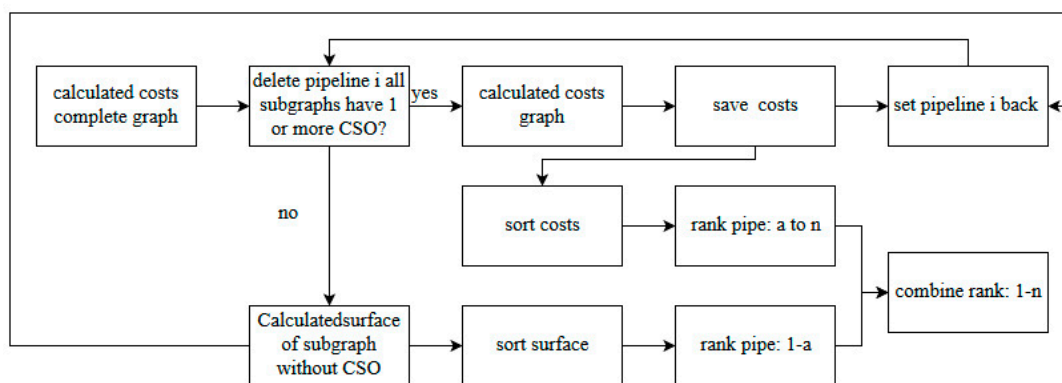 calculated costs
complete graph
delete pipeline i all
subgraphs have 1
or more CSO?
yes
calculated costs
graph
save costs
set pipeline i back
no
sort costs
rank pipe: a to n
combine rank: 1-n
Calculatedsurface
of subgraph
without CSO
sort surface
rank pipe: 1-a